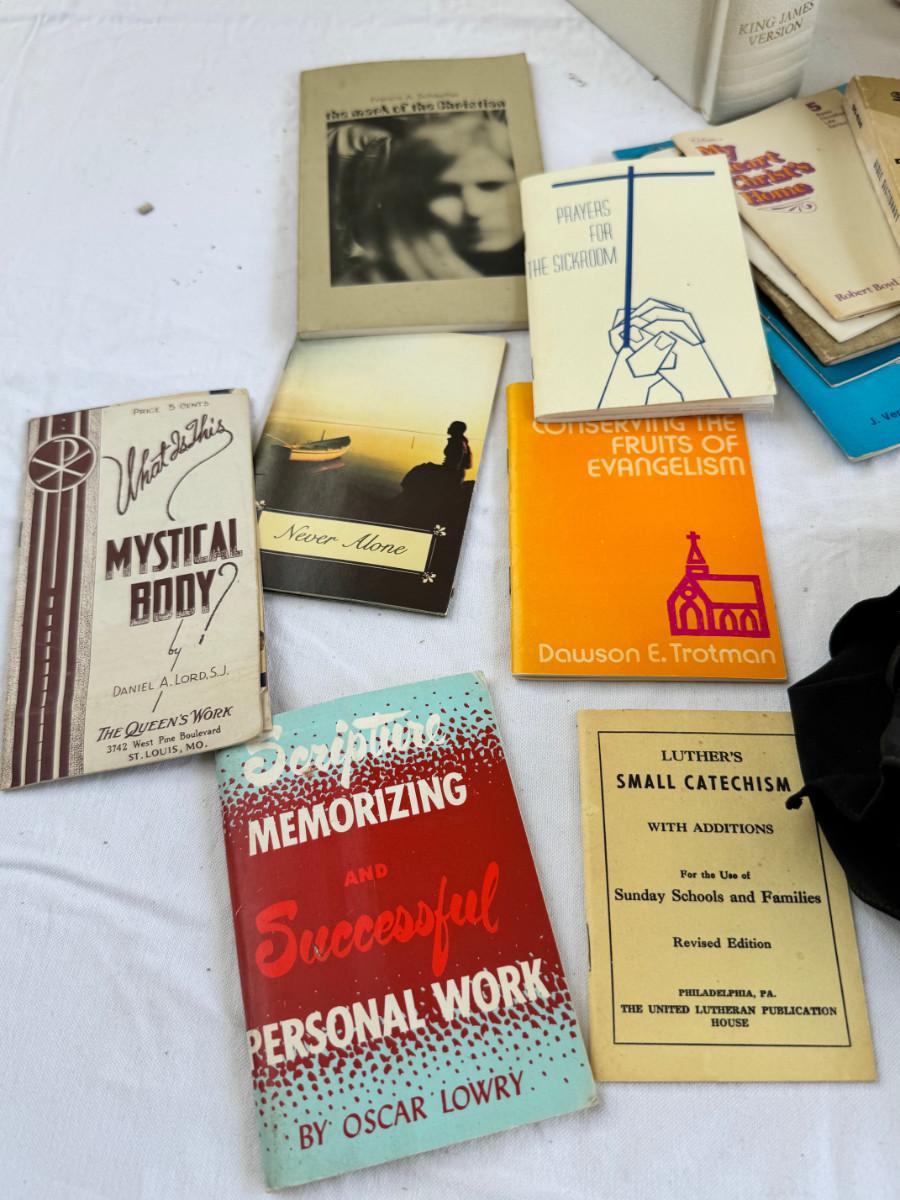 KING JAMES
VERSION
Francis A. Schaeffer
the mark of the Christian
PRAYERS
FOR
THE SICKROOM
5
My
Heart
Christ's
Home
Robert Boyd
J. Ver
PRICE 5 CENTS
What Is This
MYSTICAL
BODY?
by
DANIEL A. LORD, S.J.
THE QUEEN'S WORK
3742 West Pine Boulevard
ST. LOUIS, MO.
Never Alone
CONSERVING THE
FRUITS OF
EVANGELISM
Dawson E. Trotman
Scripture
MEMORIZING
AND
Successful
PERSONAL WORK
BY OSCAR LOWRY
LUTHER'S
SMALL CATECHISM
WITH ADDITIONS
For the Use of
Sunday Schools and Families
Revised Edition
PHILADELPHIA, PA.
THE UNITED LUTHERAN PUBLICATION
HOUSE